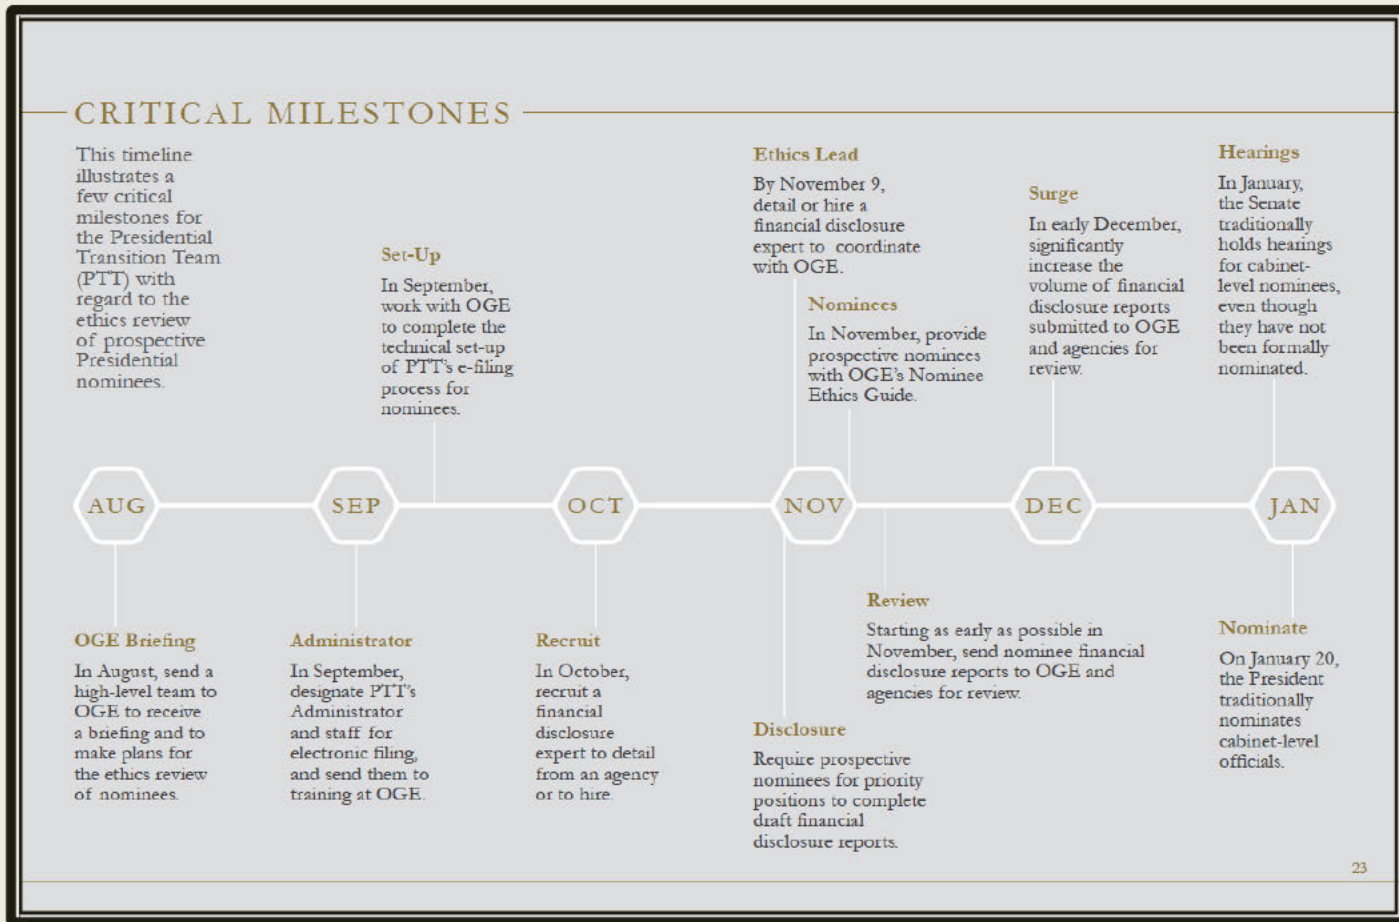 CRITICAL MILESTONES
This timeline
illustrates a
few critical
milestones for
the Presidential
Transition Team
(PTT) with
regard to the
ethics review
of prospective
Presidential
nominees.
Set-Up
In September,
work with OGE
to complete the
technical set-up
of PTT's e-filing
process for
nominees.
Ethics Lead
By November 9,
detail or hire a
financial disclosure
expert to coordinate
with OGE.
Nominees
In November, provide
prospective nominees
with OGE's Nominee
Ethics Guide.
Surge
In early December,
significantly
increase the
volume of financial
disclosure reports
submitted to OGE
and agencies for
review.
Hearings
In January,
the Senate
traditionally
holds hearings
for cabinet-
level nominees,
even though
they have not
been formally
nominated.
AUG
SEP
OCT
NOV
DEC
JAN
OGE Briefing
In August, send a
high-level team to
OGE to receive
a briefing and to
make plans for
the ethics review
of nominees.
Administrator
In September,
designate PTT's
Administrator
and staff for
electronic filing,
and send them to
training at OGE.
Recruit
In October,
recruit a
financial
disclosure
expert to detail
from an agency
or to hire.
Disclosure
Require prospective
nominees for priority
positions to complete
draft financial
disclosure reports.
Review
Starting as early as possible in
November, send nominee financial
disclosure reports to OGE and
agencies for review.
Nominate
On January 20,
the President
traditionally
nominates
cabinet-level
officials.
23